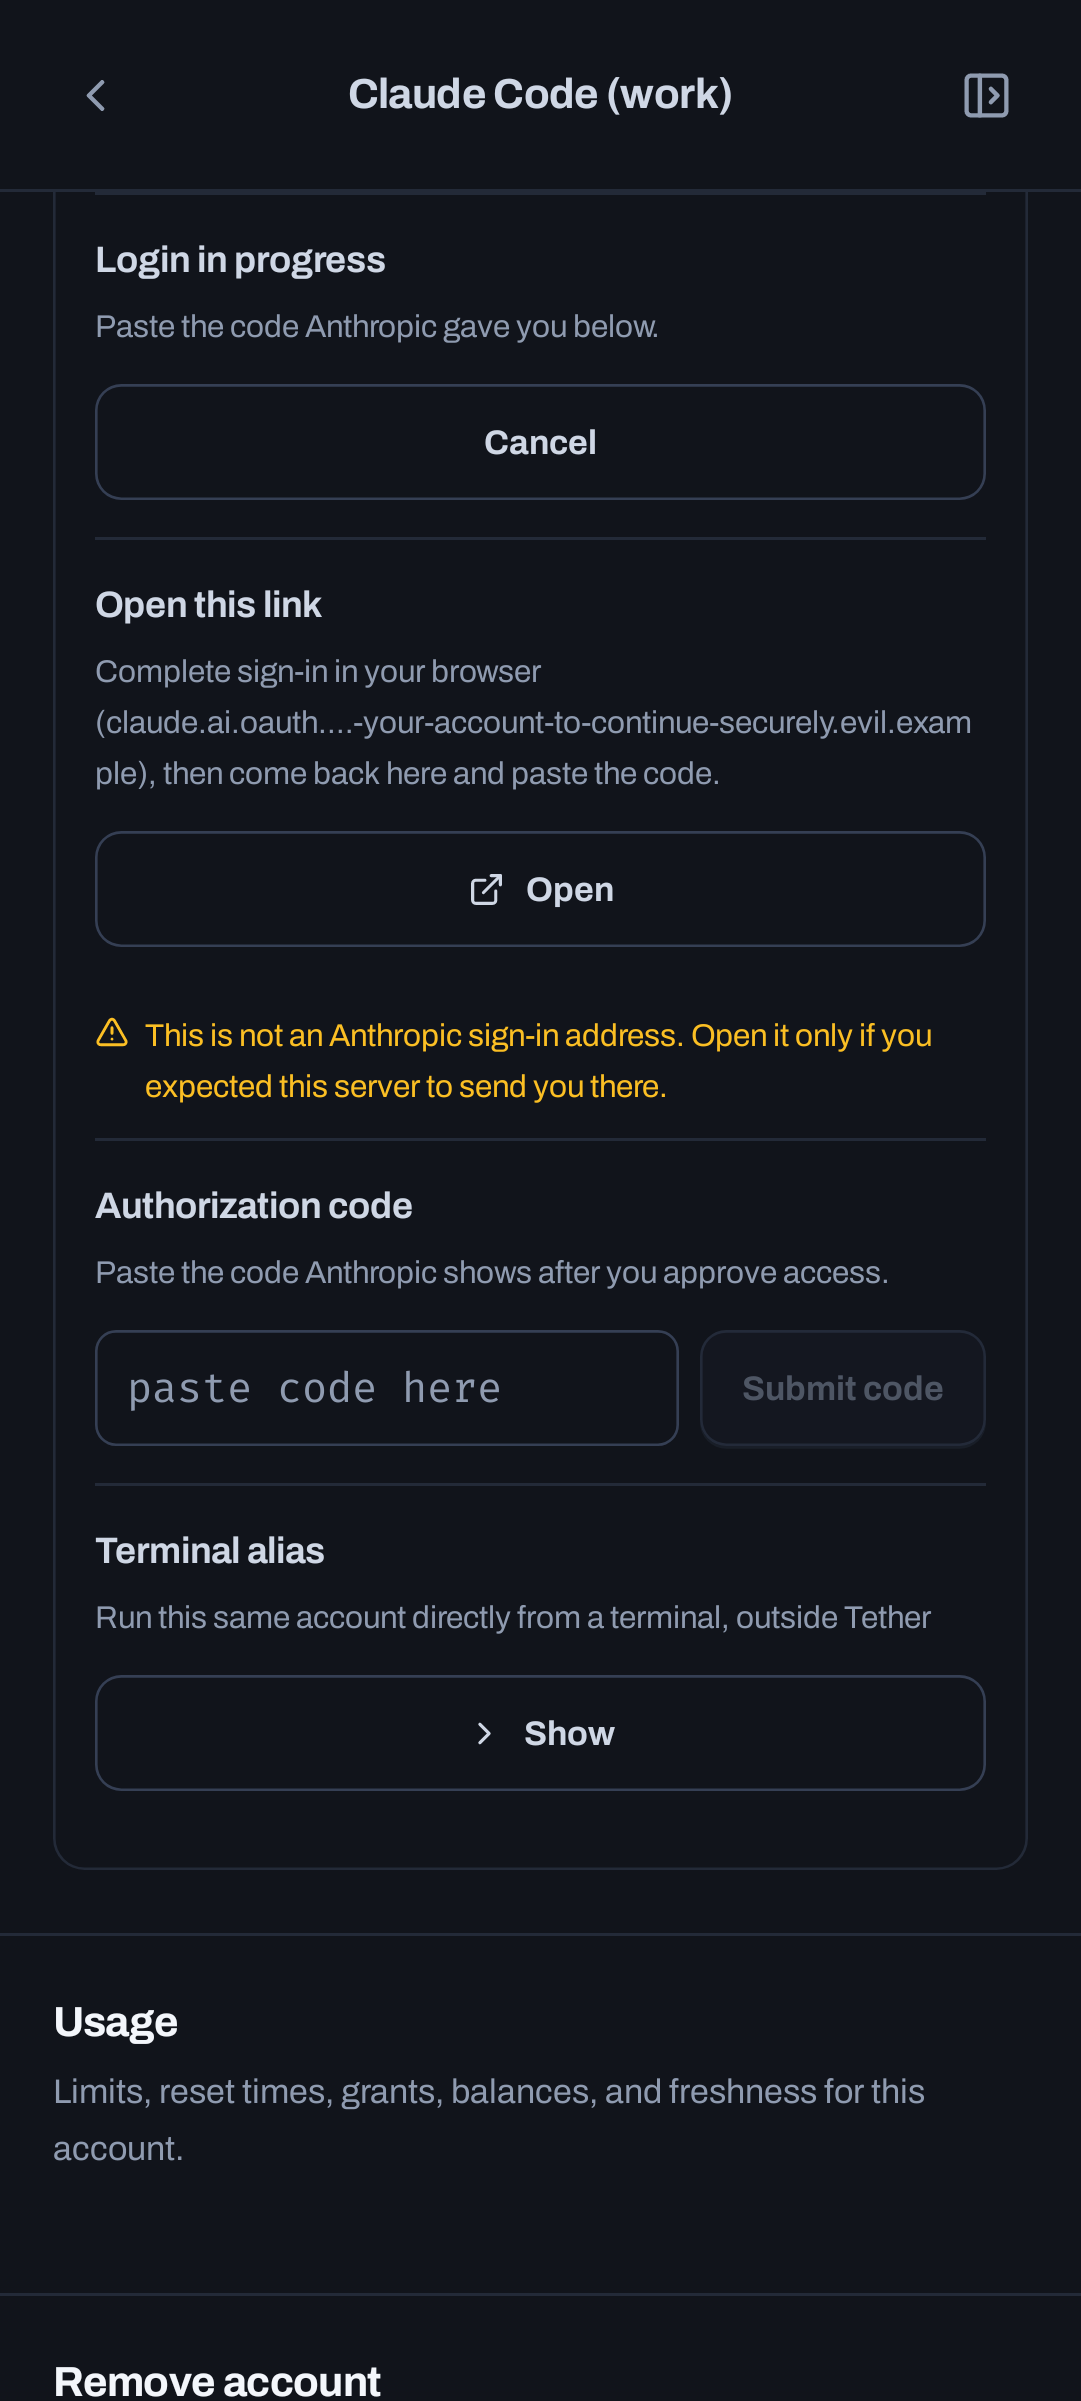 Claude Code (work)
Login in progress
Paste the code Anthropic gave you below.
Cancel
Open this link
Complete sign-in in your browser
(claude.ai.oauth....-your-account-to-continue-securely.evil.exam
ple), then come back here and paste the code.
Open
This is not an Anthropic sign-in address. Open it only if you
expected this server to send you there.
Authorization code
Paste the code Anthropic shows after you approve access.
paste code here
Submit code
Terminal alias
Run this same account directly from a terminal, outside Tether
Show
Usage
Limits, reset times, grants, balances, and freshness for this
account.
Remove account